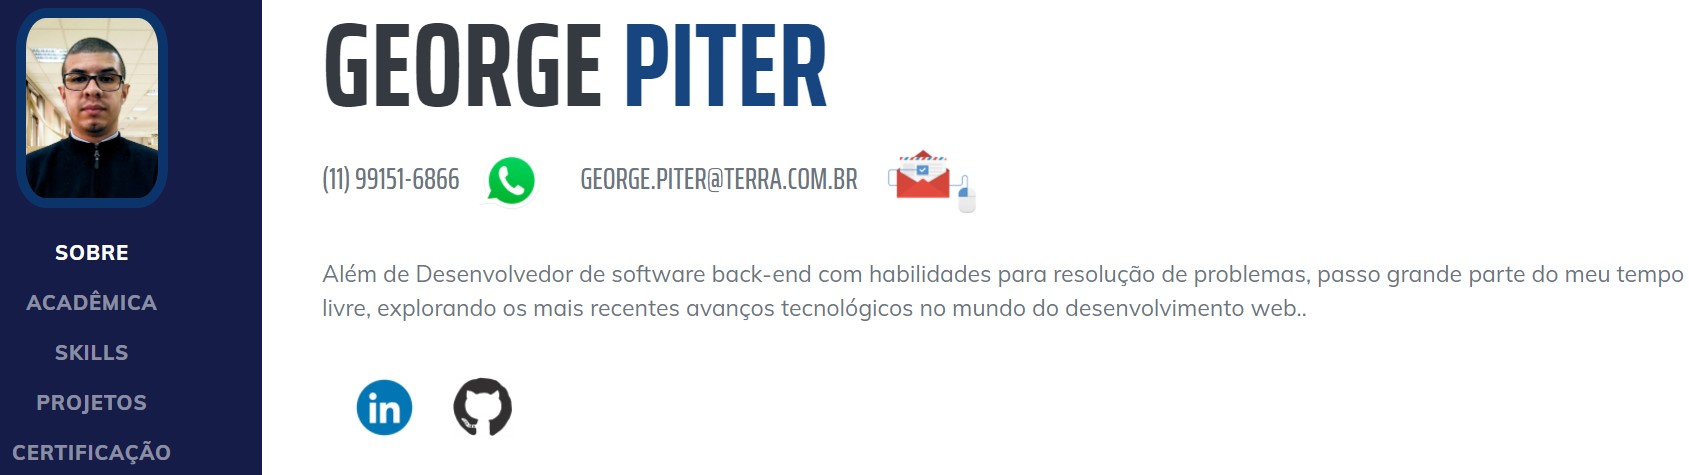 GEORGE PITER
(11) 99151-6866 GEORGE.PITER@TERRA.COM.BR
Além de Desenvolvedor de software back-end com habilidades para resolução de problemas, passo grande parte do meu tempo
livre, explorando os mais recentes avanços tecnológicos no mundo do desenvolvimento web..
in
SOBRE
ACADÊMICA
SKILLS
PROJETOS
CERTIFICAÇÃO